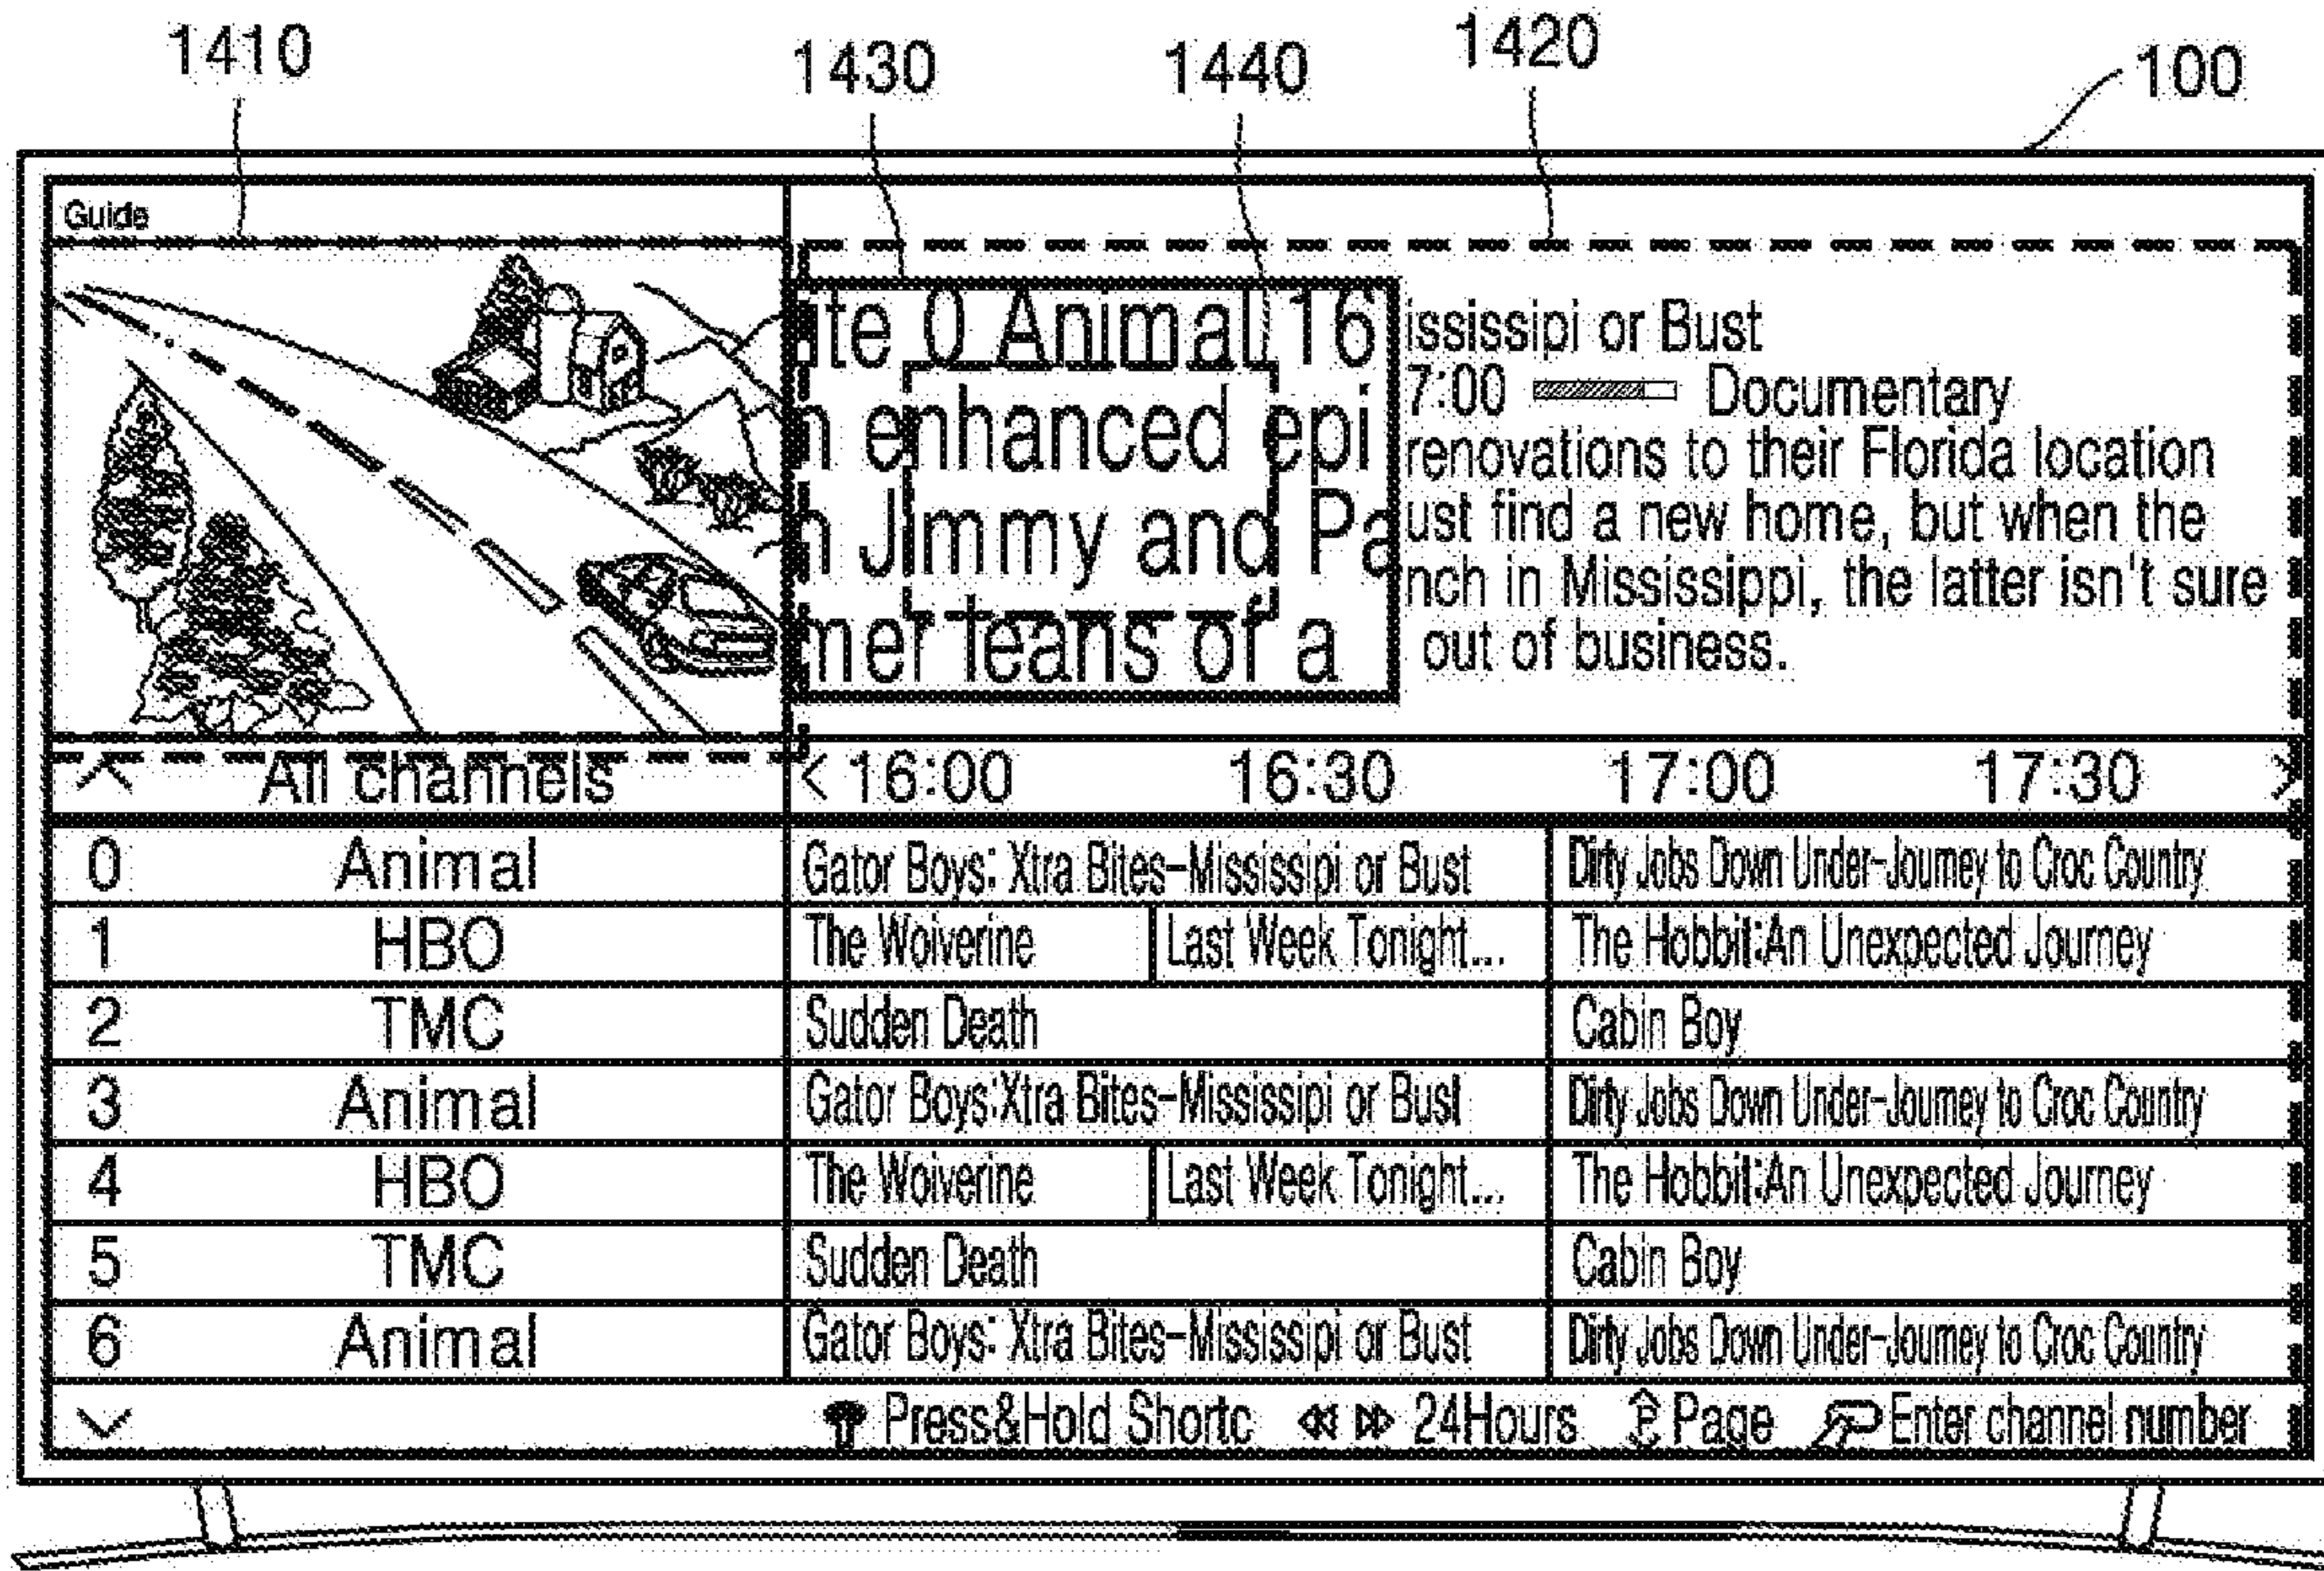 1410 1430 1440 1420 100
Guide
ite 0 Animal 16
n enhanced epi
n Jimmy and Pa
mer teans of a
ississipi or Bust
7:00 Documentary
renovations to their Florida location
ust find a new home, but when the
nch in Mississippi, the latter isn't sure
out of business.
All channels < 16:00 16:30 17:00 17:30 >
0 Animal Gator Boys: Xtra Bites-Mississipi or Bust Dirty Jobs Down Under-Journey to Croc Country
1 HBO The Woiverine Last Week Tonight... The Hobbit:An Unexpected Journey
2 TMC Sudden Death Cabin Boy
3 Animal Gator Boys:Xtra Bites-Mississipi or Bust Dirty Jobs Down Under-Journey to Croc Country
4 HBO The Woiverine Last Week Tonight... The Hobbit:An Unexpected Journey
5 TMC Sudden Death Cabin Boy
6 Animal Gator Boys: Xtra Bites-Mississipi or Bust Dirty Jobs Down Under-Journey to Croc Country
Press&Hold Shortc 24Hours P Page Enter channel number